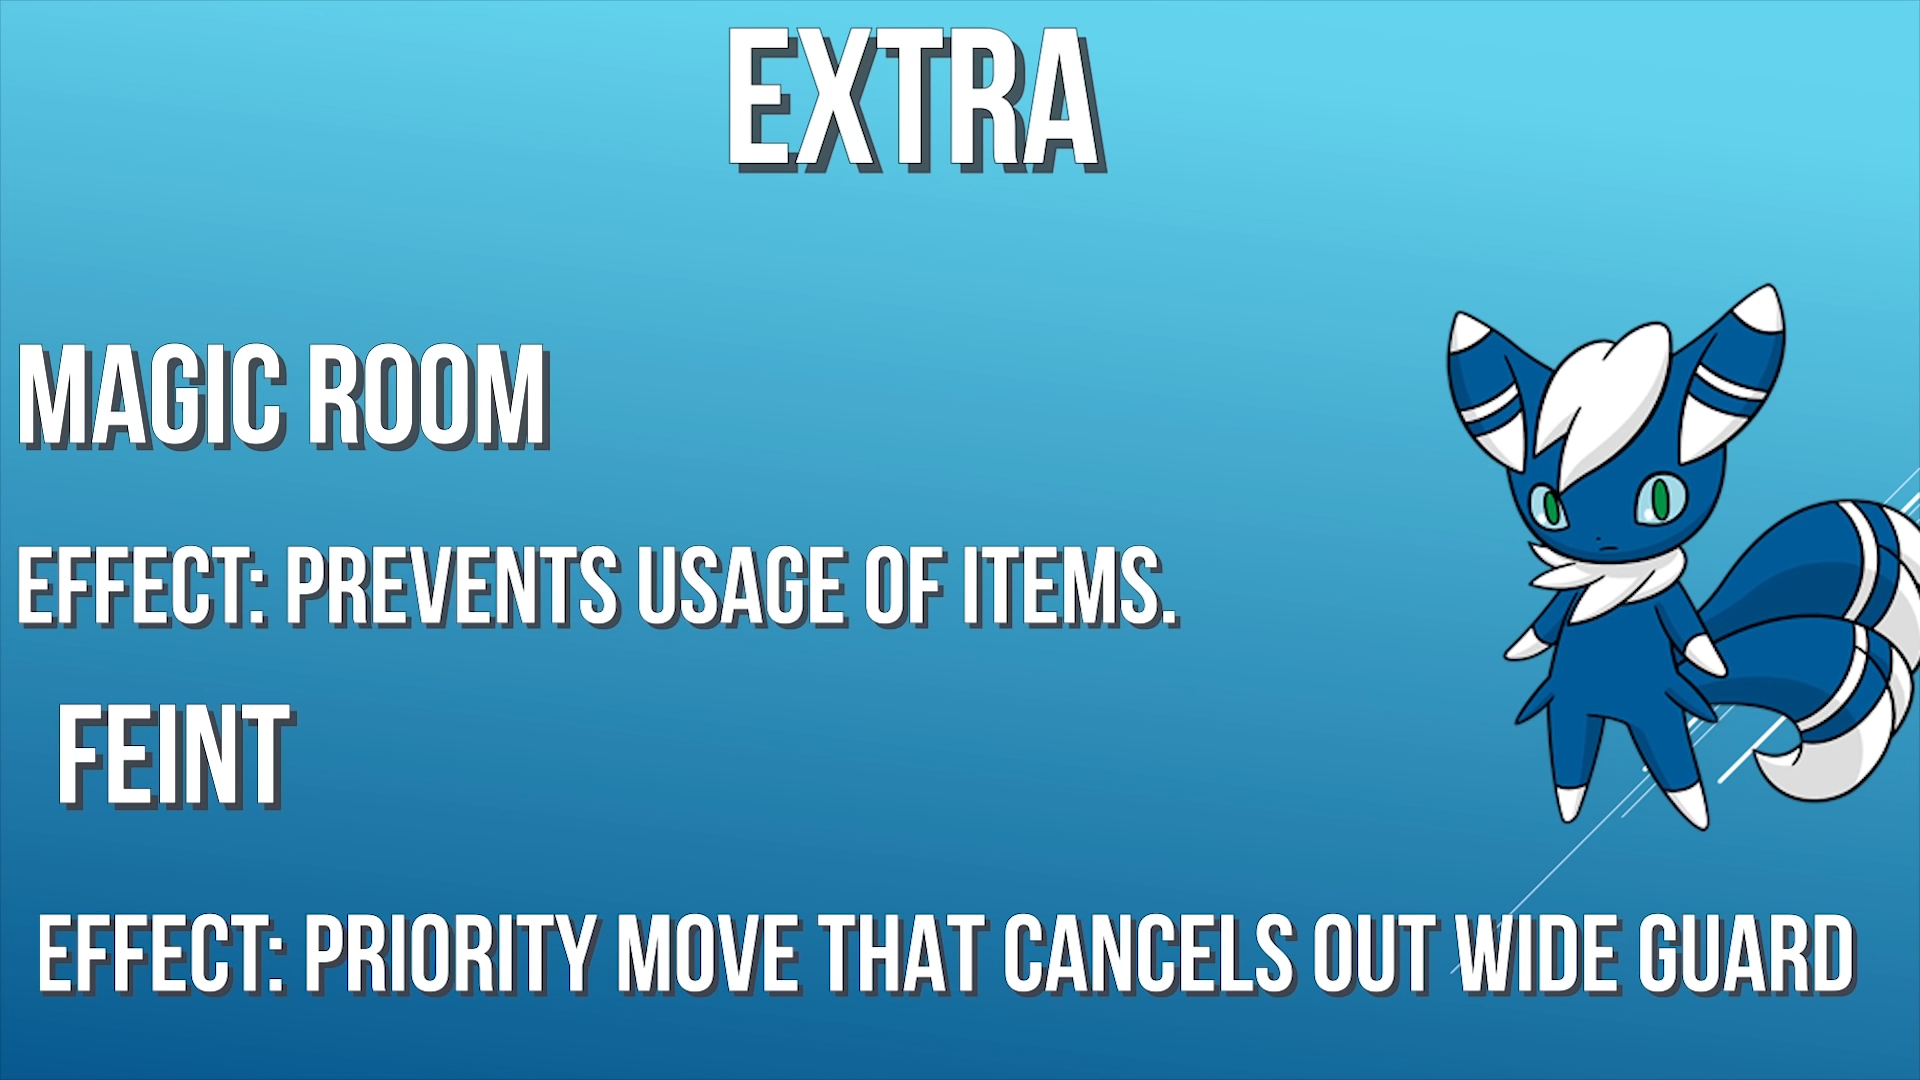 EXTRA
MAGIC ROOM
EFFECT: PREVENTS USAGE OF ITEMS.
FEINT
EFFECT: PRIORITY MOVE THAT CANCELS OUT WIDE GUARD